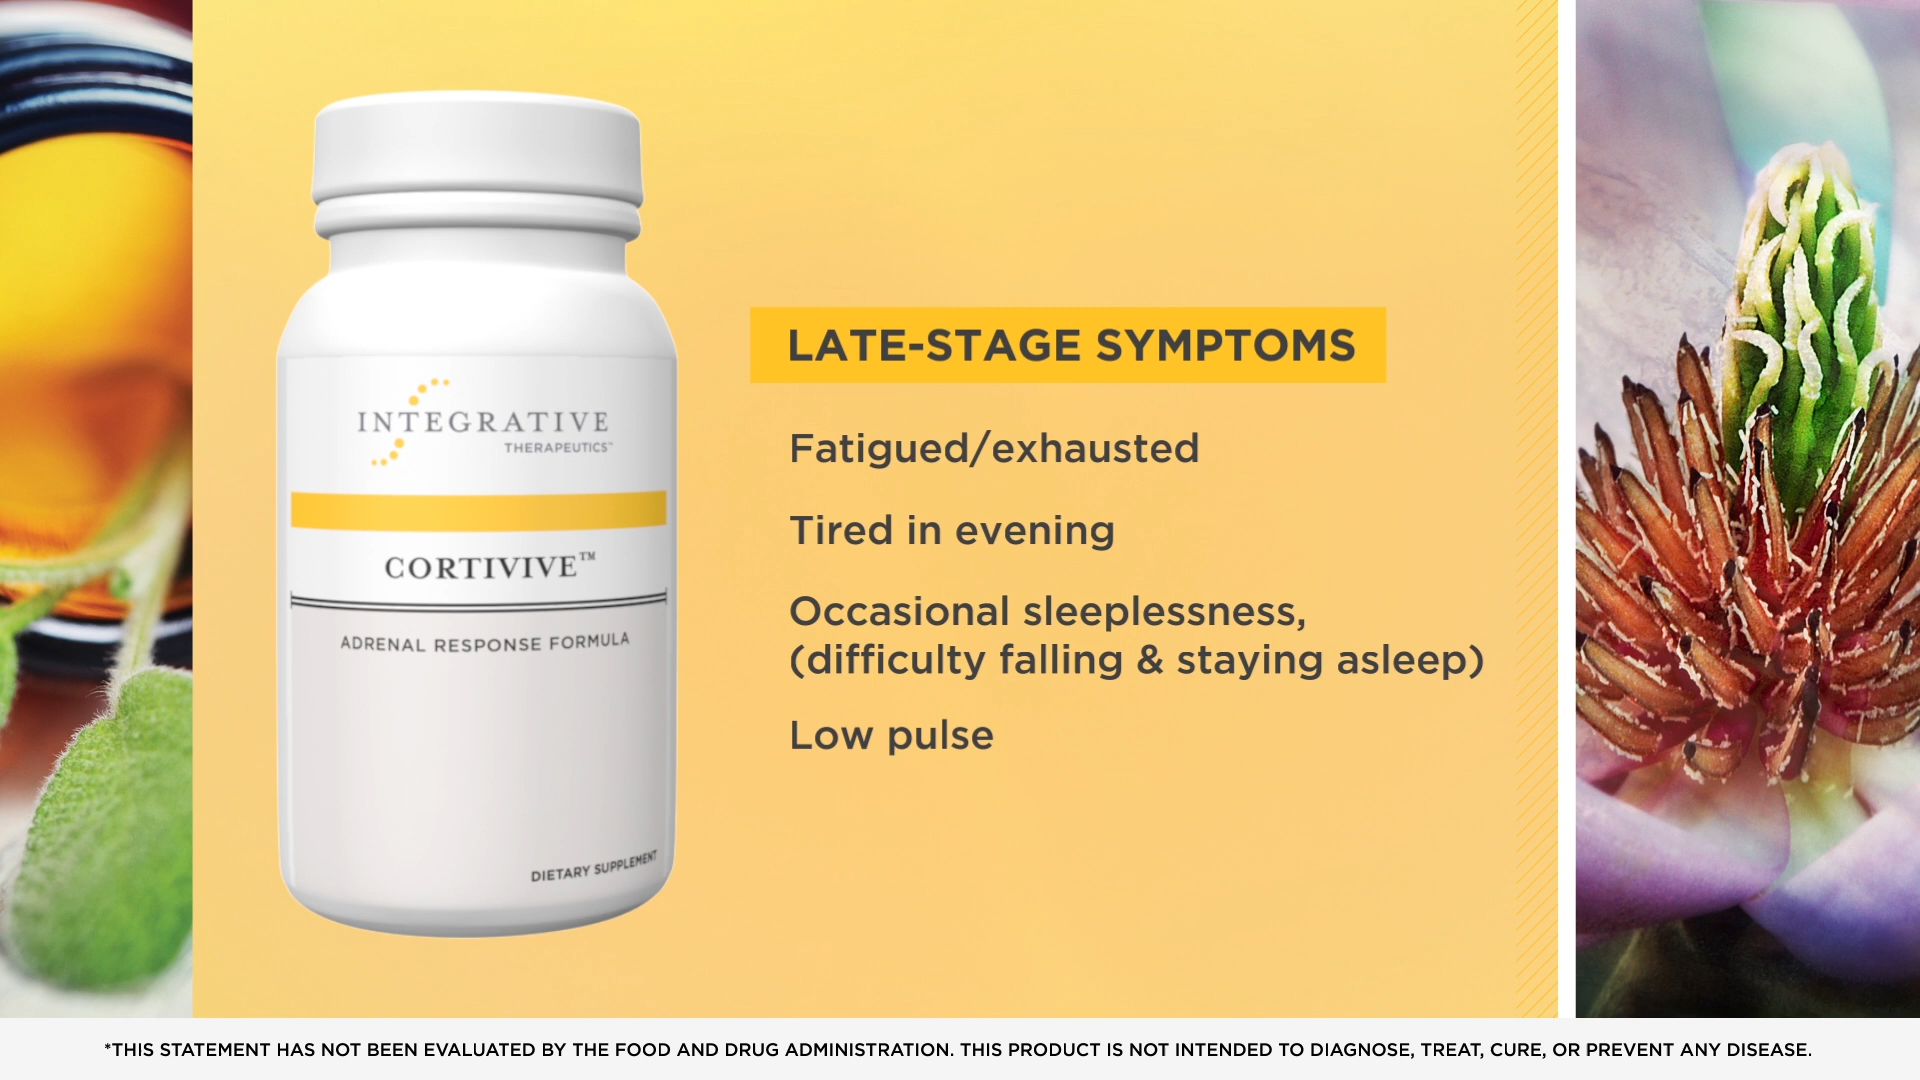 INTEGRATIVE
THERAPEUTICS™
CORTIVIVE™
ADRENAL RESPONSE FORMULA
DIETARY SUPPLEMENT
LATE-STAGE SYMPTOMS
Fatigued/exhausted
Tired in evening
Occasional sleeplessness,
(difficulty falling & staying asleep)
Low pulse
*THIS STATEMENT HAS NOT BEEN EVALUATED BY THE FOOD AND DRUG ADMINISTRATION. THIS PRODUCT IS NOT INTENDED TO DIAGNOSE, TREAT, CURE, OR PREVENT ANY DISEASE.